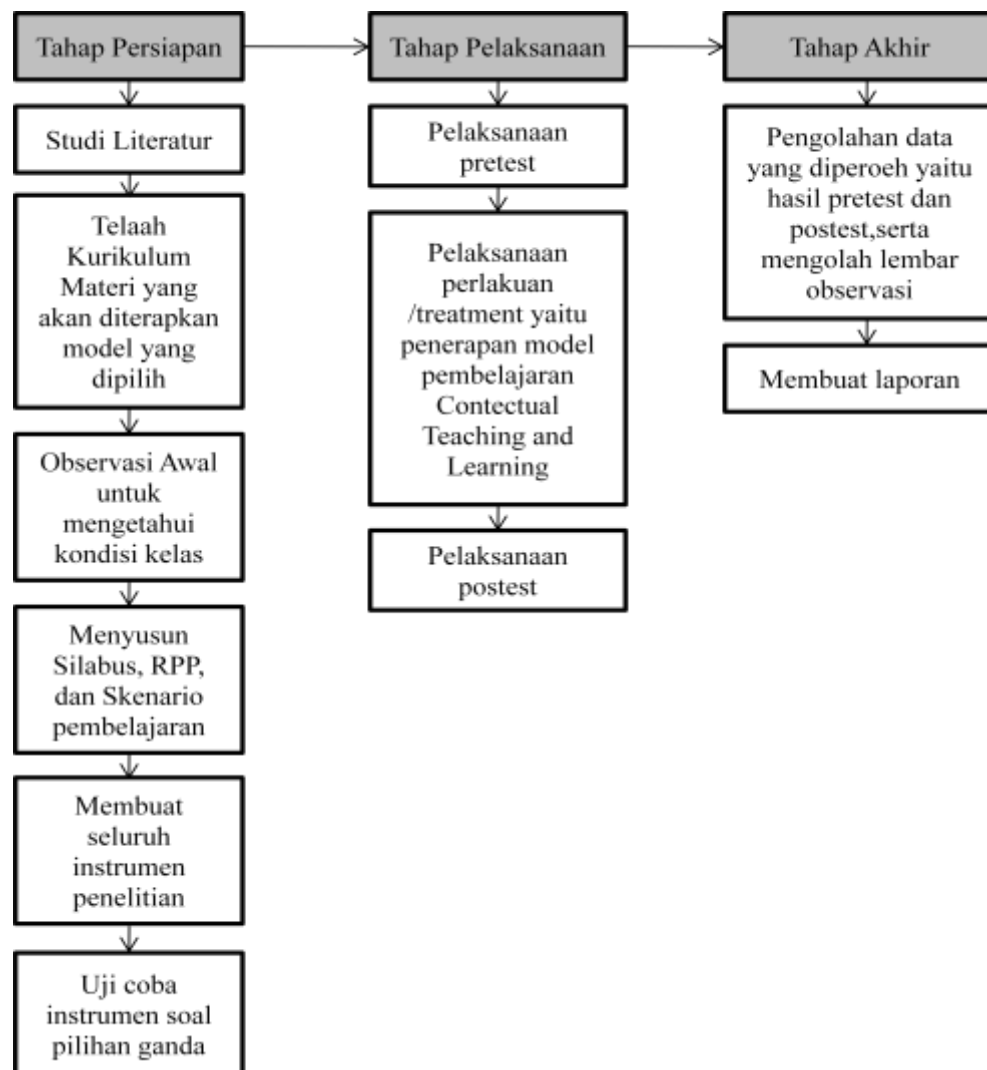 Tahap Persiapan
Studi Literatur
Telaah
Kurikulum
Materi yang
akan diterapkan
model yang
dipilih
Observasi Awal
untuk
mengetahui
kondisi kelas
Menyusun
Silabus, RPP,
dan Skenario
pembelajaran
Membuat
seluruh
instrumen
penelitian
Uji coba
instrumen soal
pilihan ganda
Tahap Pelaksanaan
Pelaksanaan
pretest
Pelaksanaan
perlakuan
/treatment yaitu
penerapan model
pembelajaran
Contectual
Teaching and
Learning
Pelaksanaan
postest
Tahap Akhir
Pengolahan data
yang diperoeh yaitu
hasil pretest dan
postest,serta
mengolah lembar
observasi
Membuat laporan